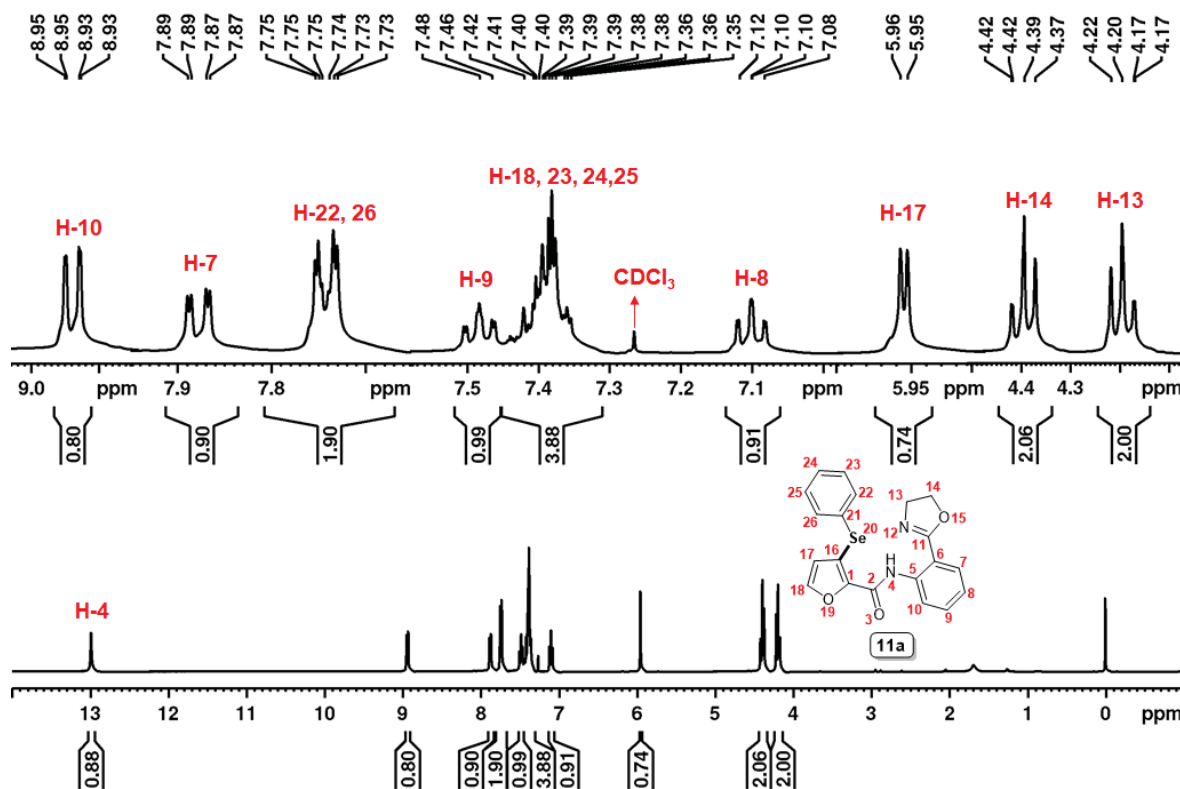 8.95 8.95 8.93 8.93 7.89 7.89 7.87 7.87 7.75 7.75 7.75 7.74 7.73 7.73 7.48 7.46 7.42 7.41 7.40 7.40 7.39 7.39 7.39 7.38 7.38 7.36 7.36 7.35 7.12 7.10 7.10 7.08 5.96 5.95 4.42 4.42 4.39 4.37 4.22 4.20 4.17 4.17
H-18, 23, 24,25
H-10 H-22, 26 H-17 H-14 H-13
H-7 H-9 CDCl₃ H-8
9.0 ppm 7.9 7.8 ppm 7.5 7.4 7.3 7.2 7.1 ppm 5.95 ppm 4.4 4.3 ppm
0.80 0.90 1.90 0.99 3.88 0.91 0.74 2.06 2.00
24 23
25 22
26 21
20
Se
13 14
N 12 O 15
11
17 16 6 7
18 1 2 H N 4 5 8
O 19 O 3 10 9
11a
H-4
13 12 11 10 9 8 7 6 5 4 3 2 1 0 ppm
0.88 0.80 0.90 1.90 0.99 3.88 0.91 0.74 2.06 2.00